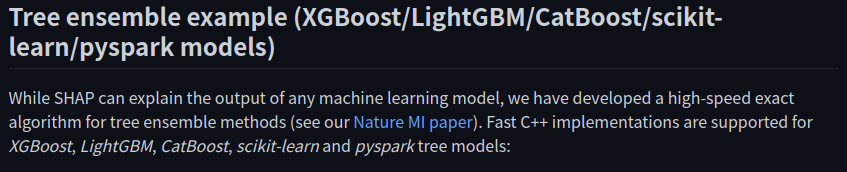 Tree ensemble example (XGBoost/LightGBM/CatBoost/scikit-
learn/pyspark models)
While SHAP can explain the output of any machine learning model, we have developed a high-speed exact
algorithm for tree ensemble methods (see our Nature MI paper). Fast C++ implementations are supported for
XGBoost, LightGBM, CatBoost, scikit-learn and pyspark tree models: